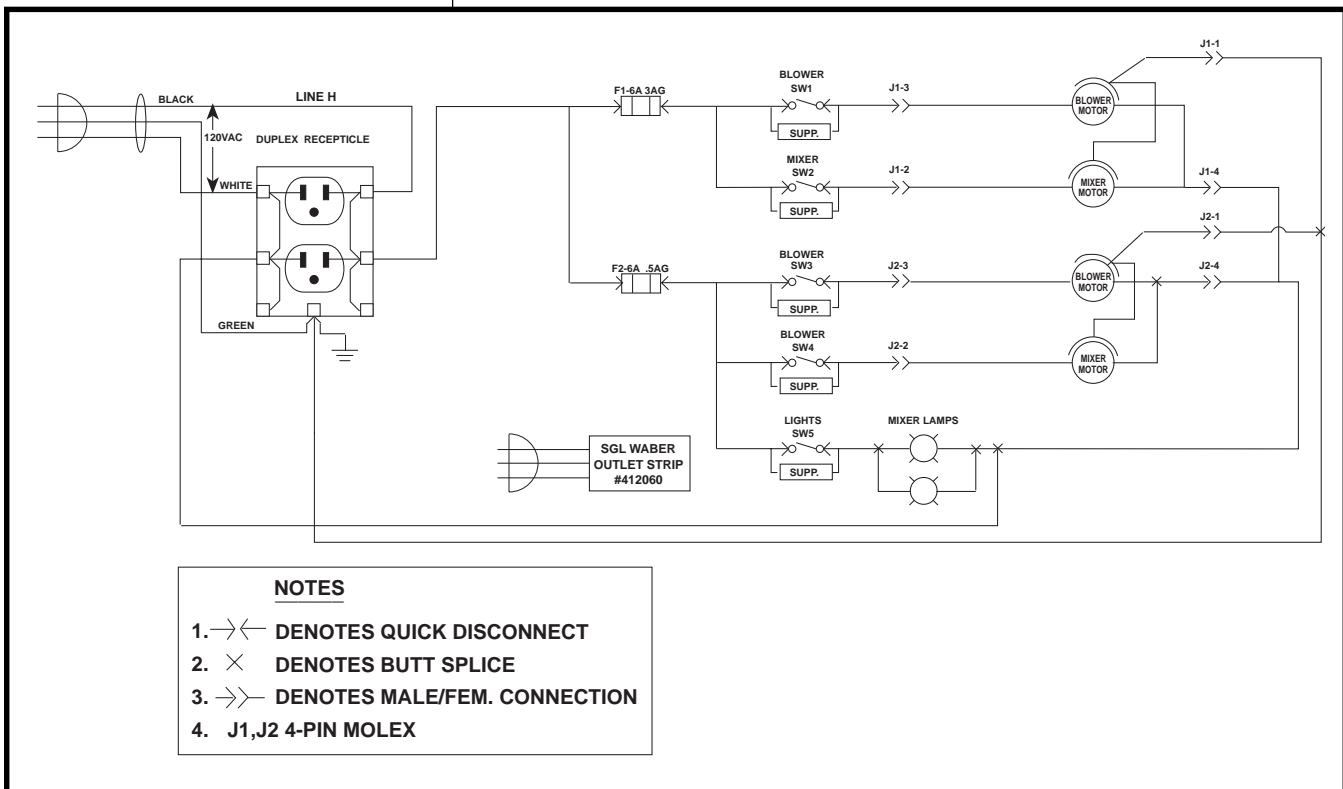 J1-1
BLOWER
SW1
F1-6A 3AG
J1-3
BLACK
LINE H
BLOWER
MOTOR
120VAC
DUPLEX RECEPTICLE
SUPP.
MIXER
SW2
J1-2
J1-4
WHITE
MIXER
MOTOR
SUPP.
J2-1
BLOWER
SW3
F2-6A .5AG
J2-3
J2-4
BLOWER
MOTOR
SUPP.
GREEN
BLOWER
SW4
J2-2
MIXER
MOTOR
SUPP.
LIGHTS
SW5
MIXER LAMPS
SGL WABER
OUTLET STRIP
#412060
SUPP.
NOTES
1. DENOTES QUICK DISCONNECT
2. DENOTES BUTT SPLICE
3. DENOTES MALE/FEM. CONNECTION
4. J1,J2 4-PIN MOLEX